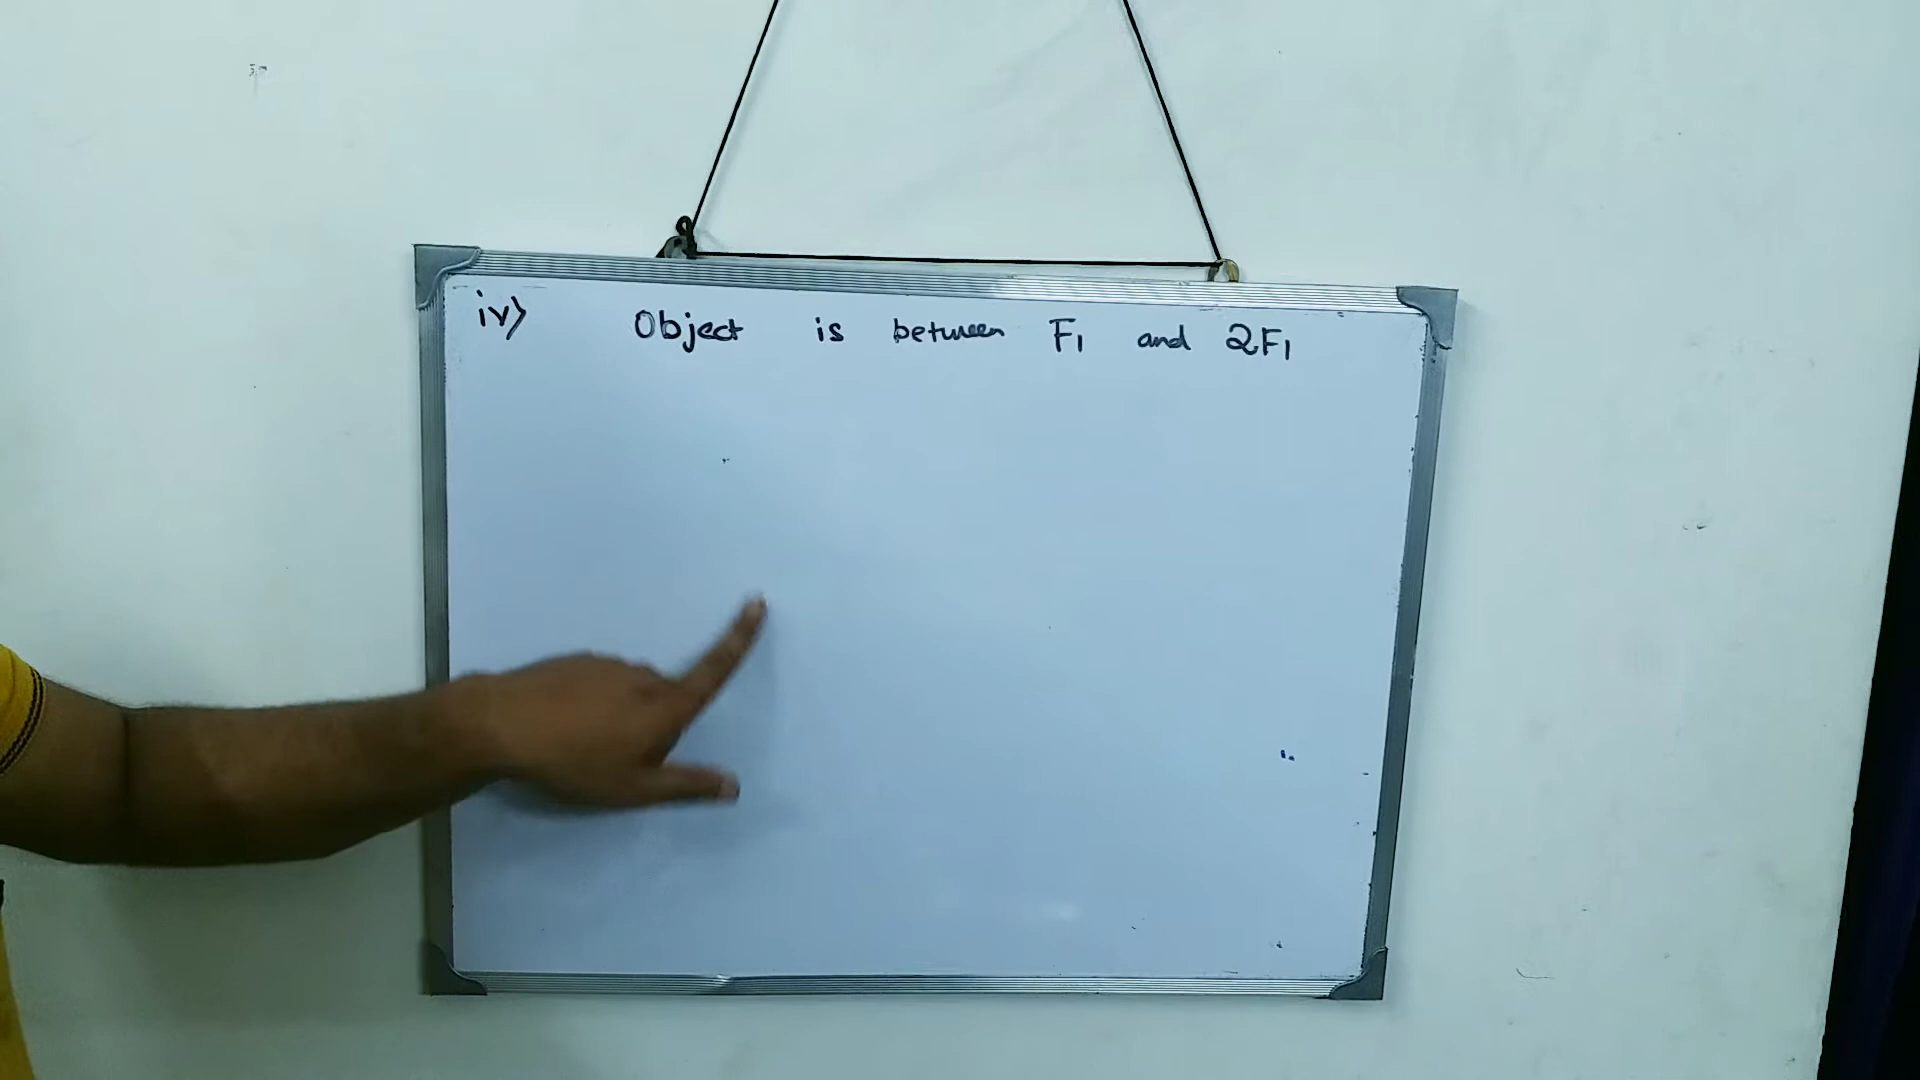 iv) Object is between F₁ and 2F₁